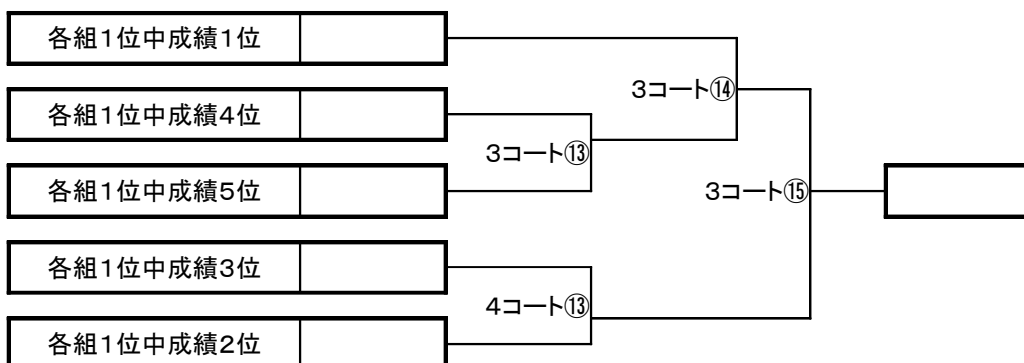 各組1位中成績1位
3コート⑭
各組1位中成績4位
3コート⑬
各組1位中成績5位
3コート⑮
各組1位中成績3位
4コート⑬
各組1位中成績2位